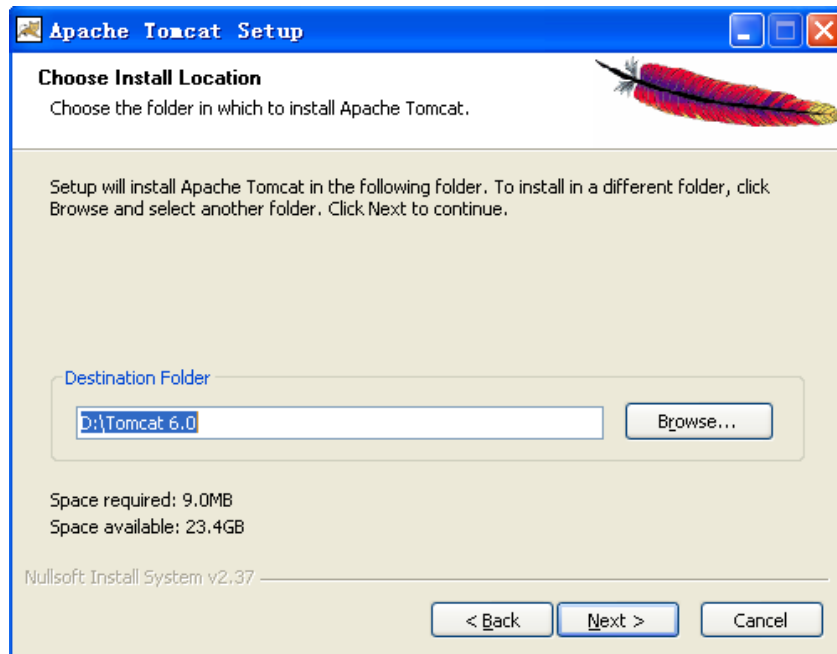 Apache Tomcat Setup
Choose Install Location
Choose the folder in which to install Apache Tomcat.
Setup will install Apache Tomcat in the following folder. To install in a different folder, click
Browse and select another folder. Click Next to continue.
Destination Folder
D:\Tomcat 6.0
Browse...
Space required: 9.0MB
Space available: 23.4GB
Nullsoft Install System v2.37
< Back
Next >
Cancel